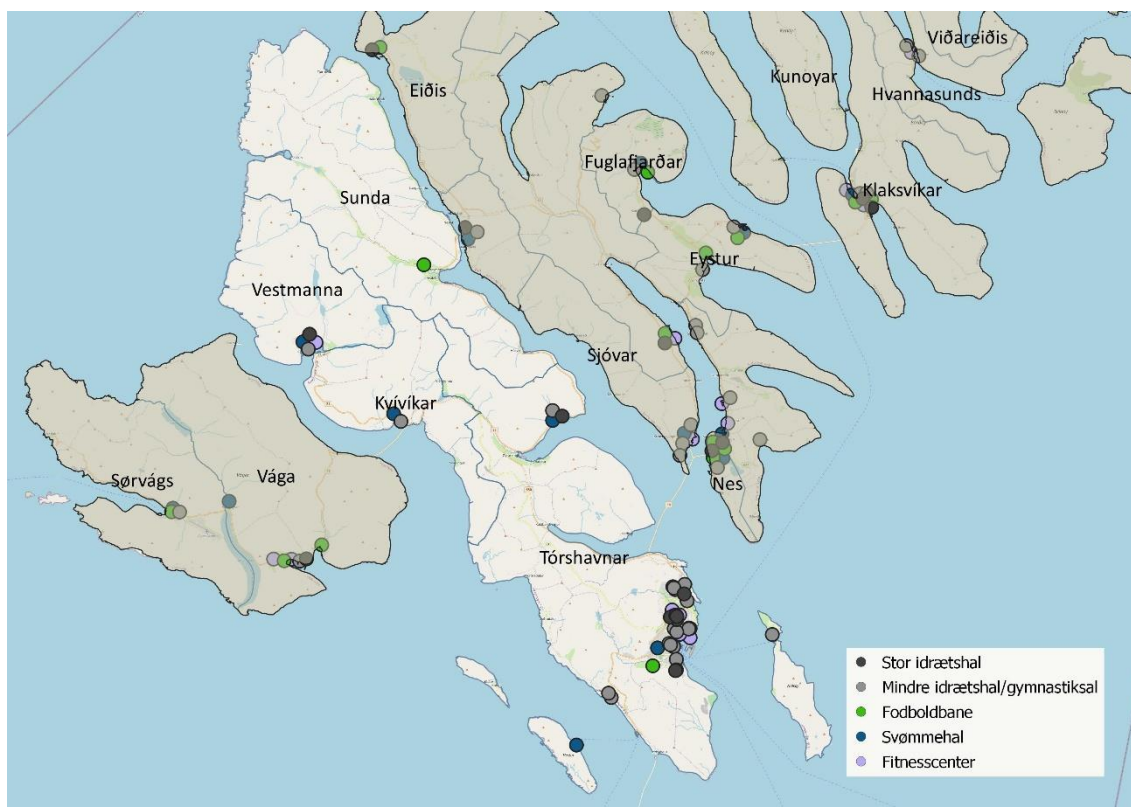 Viðareiðis
Kunoyar
Eiðis
Hvannasunds
Fuglafjarðar
Klaksvíkar
Sunda
Eystur
Vestmanna
Sjóvar
Kvívíkar
Sørvágs
Vága
Nes
Tórshavnar
Stor idrætshal
Mindre idrætshal/gymnastiksal
Fodboldbane
Svømmehal
Fitnesscenter